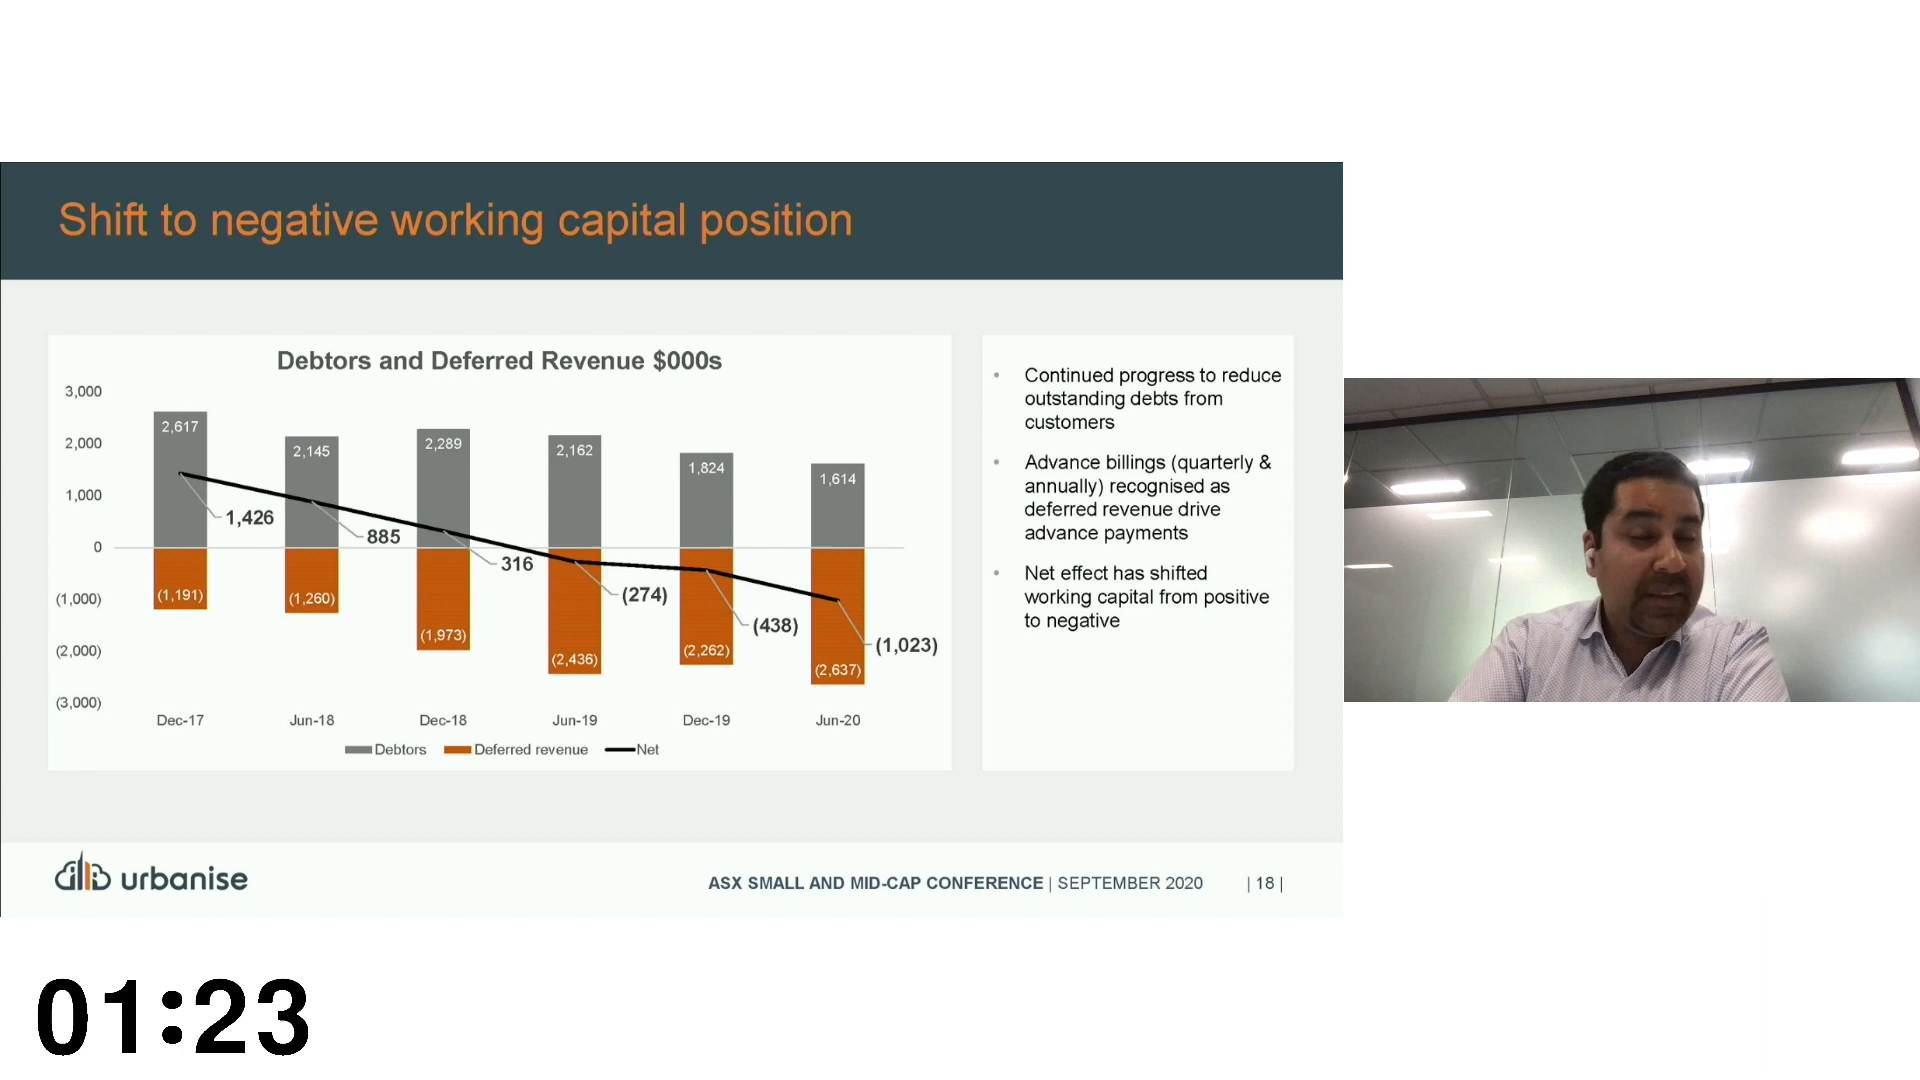 Shift to negative working capital position
Debtors and Deferred Revenue $000s
3,000
2,000
1,000
0
(1,000)
(2,000)
(3,000)
2,617
2,145
2,289
2,162
1,824
1,614
1,426
885
316
(274)
(438)
(1,023)
(1,191)
(1,260)
(1,973)
(2,436)
(2,262)
(2,637)
Dec-17
Jun-18
Dec-18
Jun-19
Dec-19
Jun-20
Debtors
Deferred revenue
Net
• Continued progress to reduce
outstanding debts from
customers
• Advance billings (quarterly &
annually) recognised as
deferred revenue drive
advance payments
• Net effect has shifted
working capital from positive
to negative
urbanise
ASX SMALL AND MID-CAP CONFERENCE | SEPTEMBER 2020 | 18 |
01:23